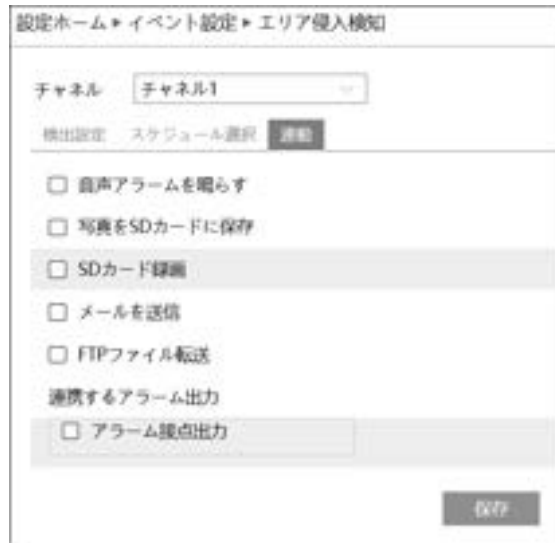 設定ホーム▶イベント設定▶エリア侵入検知
チャネル チャネル1
検出設定 スケジュール選択 連動
音声アラームを鳴らす
写真をSDカードに保存
SDカード録画
メールを送信
FTPファイル転送
連携するアラーム出力
アラーム接点出力
保存